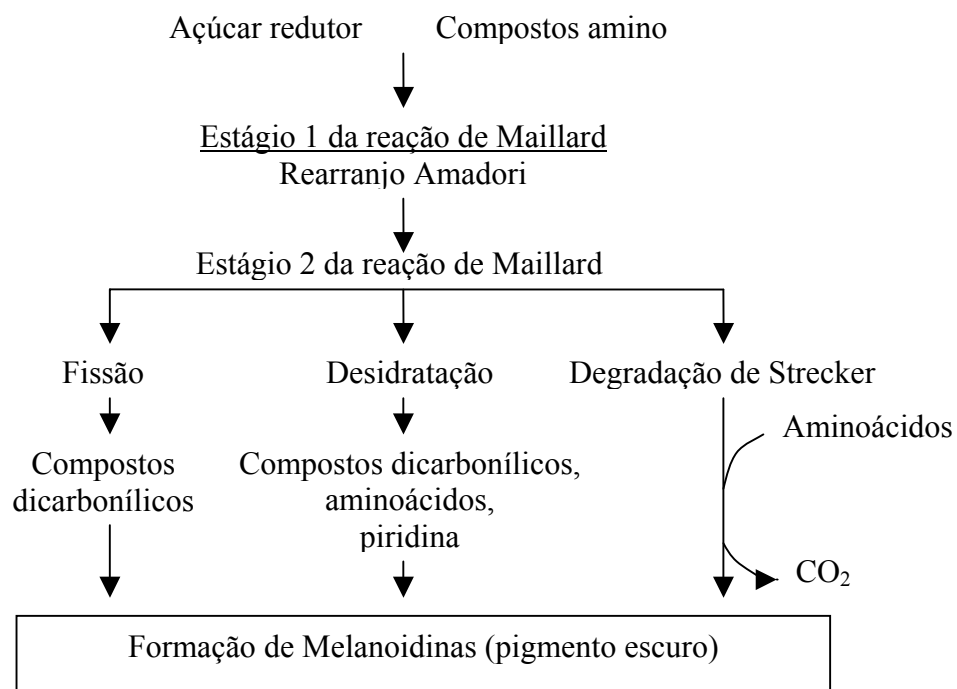 Açúcar redutor Compostos amino
Estágio 1 da reação de Maillard
Rearranjo Amadori
Estágio 2 da reação de Maillard
Fissão Desidratação Degradação de Strecker
Aminoácidos
Compostos
dicarbonílicos
Compostos dicarbonílicos,
aminoácidos,
piridina
CO₂
Formação de Melanoidinas (pigmento escuro)